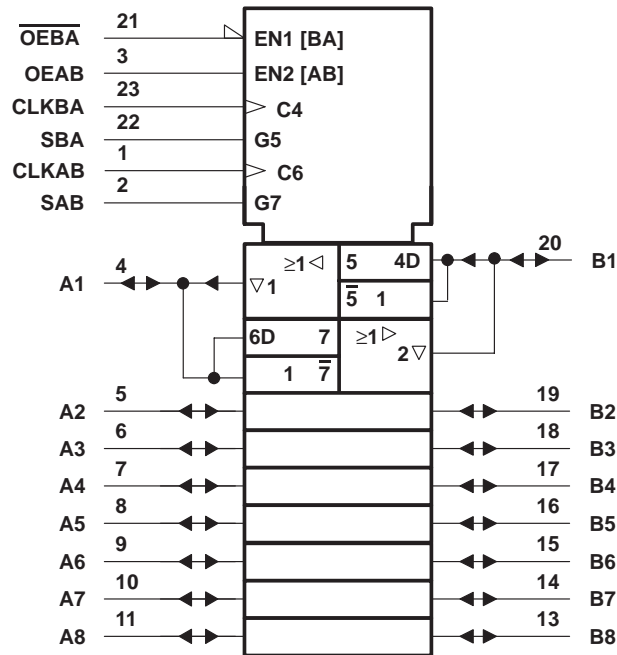 21
O̅E̅B̅A̅ EN1 [BA]
3
OEAB EN2 [AB]
23
CLKBA C4
22
SBA G5
1
CLKAB C6
2
SAB G7
4 ≥1 ◁ 5 4D 20
A1 ▽1 5̅ 1 B1
6D 7 ≥1 ▷
2 ▽
1 7̅
5 19
A2 B2
6 18
A3 B3
7 17
A4 B4
8 16
A5 B5
9 15
A6 B6
10 14
A7 B7
11 13
A8 B8